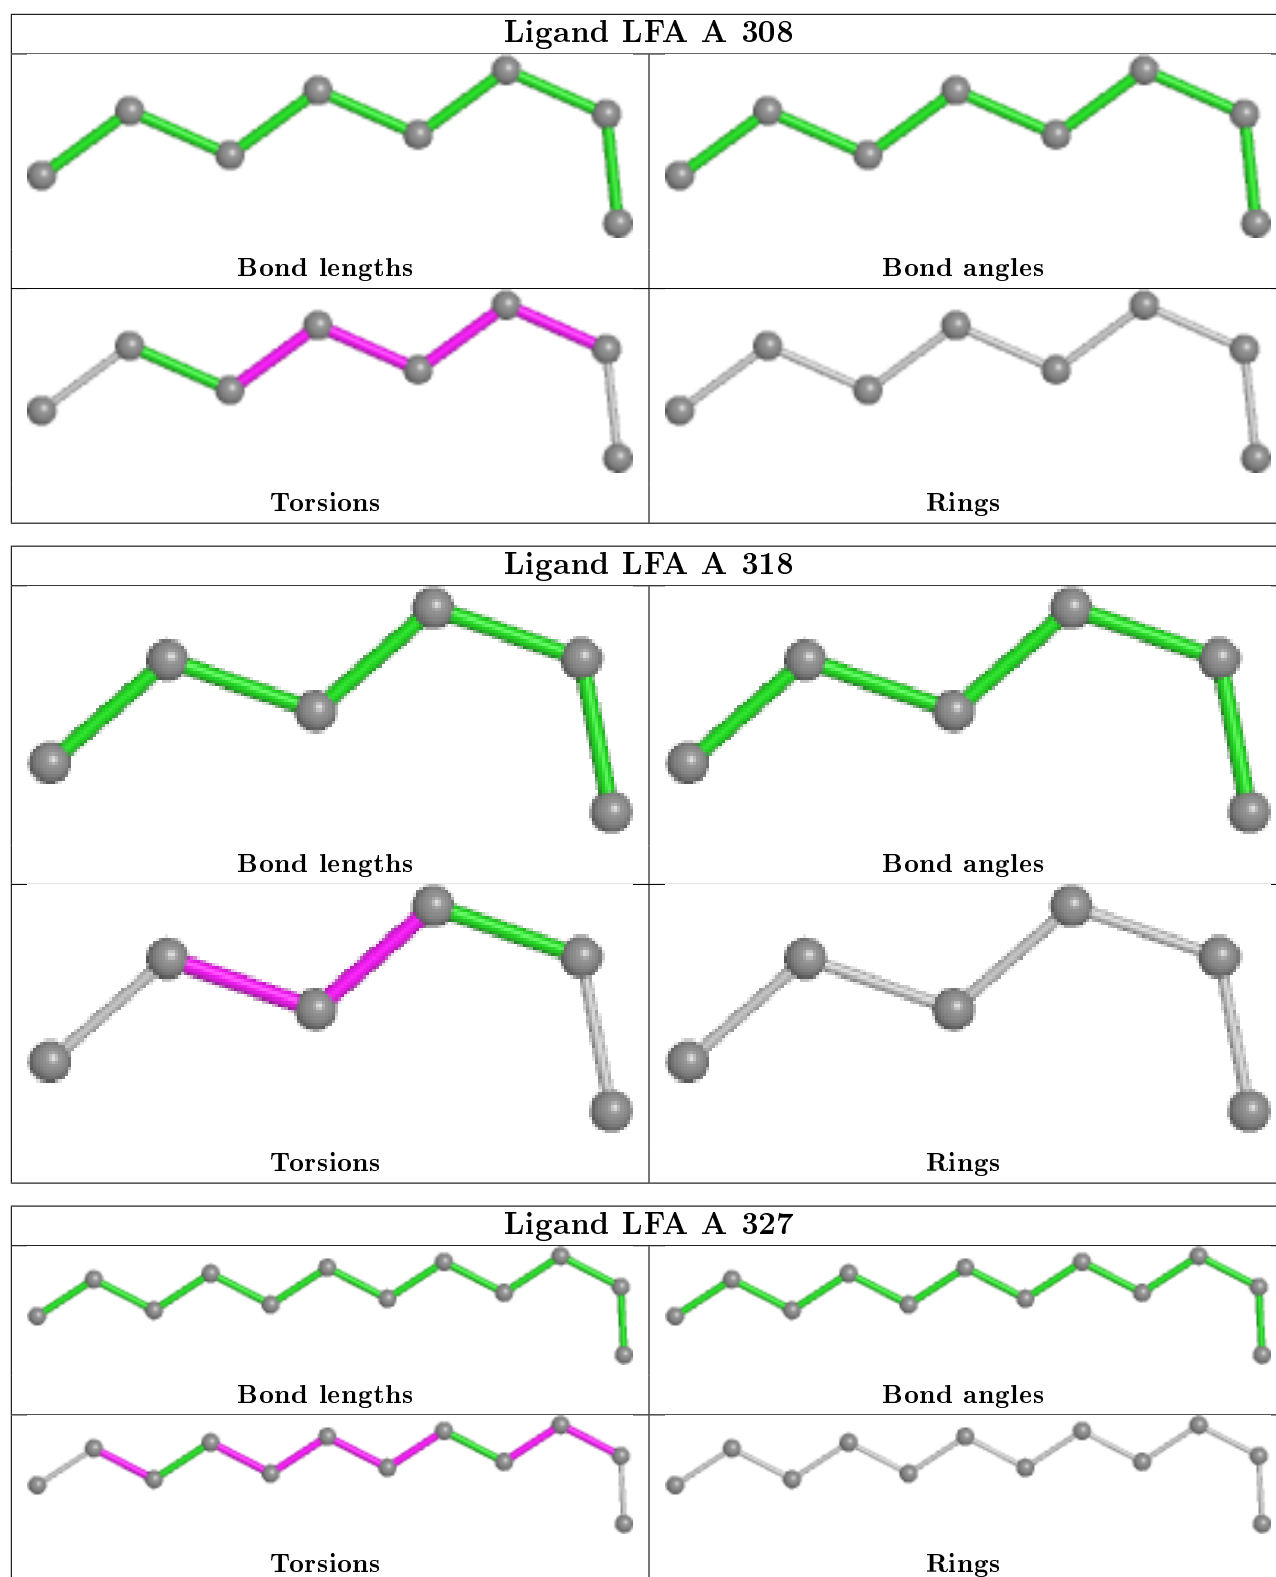 Ligand LFA A 308
Bond lengths
Bond angles
Torsions
Rings
Ligand LFA A 318
Bond lengths
Bond angles
Torsions
Rings
Ligand LFA A 327
Bond lengths
Bond angles
Torsions
Rings